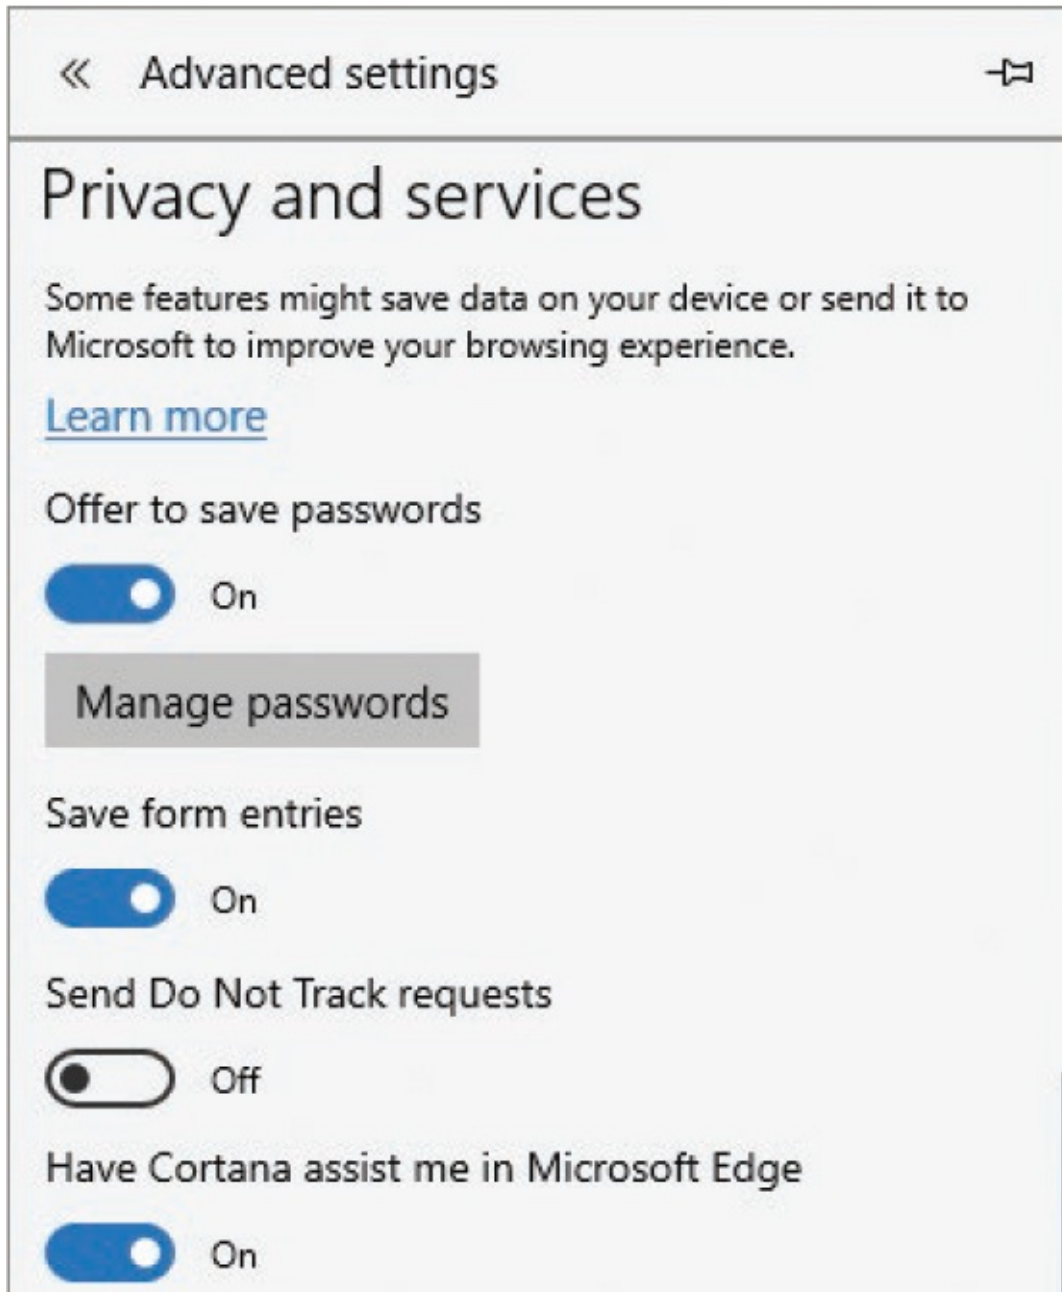 « Advanced settings
Privacy and services
Some features might save data on your device or send it to
Microsoft to improve your browsing experience.
Learn more
Offer to save passwords
On
Manage passwords
Save form entries
On
Send Do Not Track requests
Off
Have Cortana assist me in Microsoft Edge
On